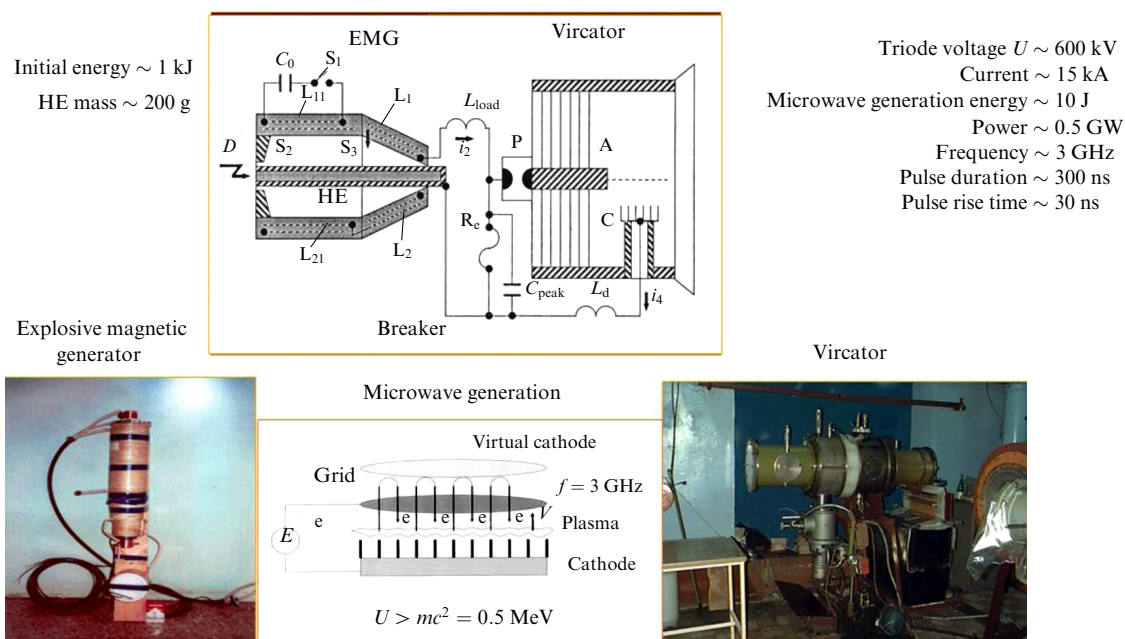 EMG
Vircator
Initial energy ∼ 1 kJ
HE mass ∼ 200 g
Triode voltage U ∼ 600 kV
Current ∼ 15 kA
Microwave generation energy ∼ 10 J
Power ∼ 0.5 GW
Frequency ∼ 3 GHz
Pulse duration ∼ 300 ns
Pulse rise time ∼ 30 ns
C0
S1
L11
L1
Lload
D
S2
S3
i2
P
A
HE
C
Re
L21
L2
Cpeak
Ld
i4
Breaker
Explosive magnetic
generator
Vircator
Microwave generation
Virtual cathode
Grid
f = 3 GHz
e
e
e
e
e
V
Plasma
E
Cathode
U > mc² = 0.5 MeV